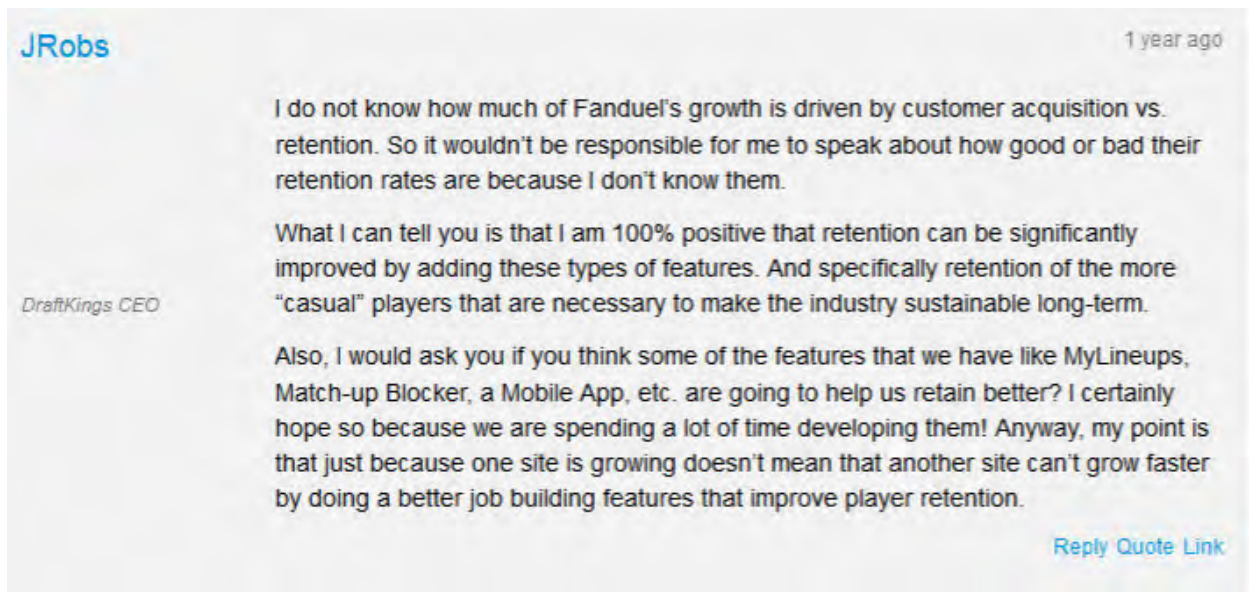 JRobs
1 year ago
I do not know how much of Fanduel's growth is driven by customer acquisition vs.
retention. So it wouldn't be responsible for me to speak about how good or bad their
retention rates are because I don't know them.
What I can tell you is that I am 100% positive that retention can be significantly
improved by adding these types of features. And specifically retention of the more
DraftKings CEO
“casual” players that are necessary to make the industry sustainable long-term.
Also, I would ask you if you think some of the features that we have like MyLineups,
Match-up Blocker, a Mobile App, etc. are going to help us retain better? I certainly
hope so because we are spending a lot of time developing them! Anyway, my point is
that just because one site is growing doesn't mean that another site can't grow faster
by doing a better job building features that improve player retention.
Reply Quote Link